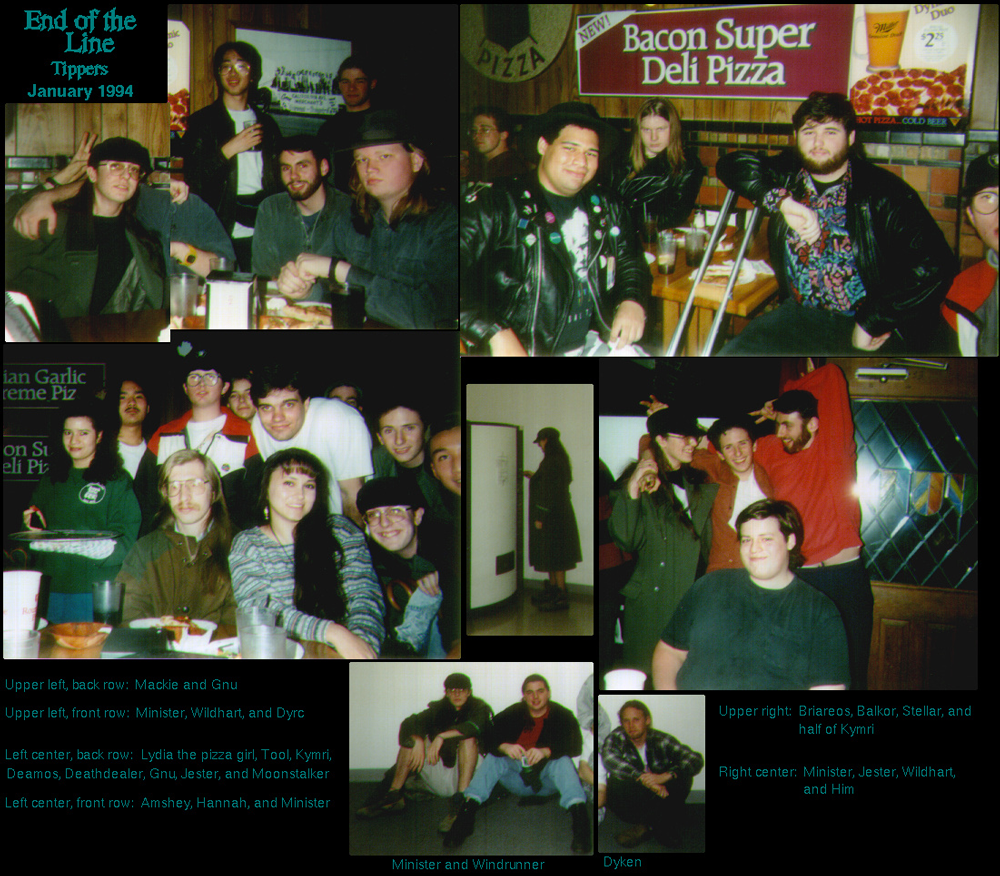 End of the
Line
Tippers
January 1994
PIZZA
NEW!
Bacon Super
Deli Pizza
Miller
Duo
$2.25
HOT PIZZA...COLD BEER
ian Garlic
reme Piz
on Su
eli Piz
Upper left, back row: Mackie and Gnu
Upper left, front row: Minister, Wildhart, and Dyrc
Left center, back row: Lydia the pizza girl, Tool, Kymri,
Deamos, Deathdealer, Gnu, Jester, and Moonstalker
Left center, front row: Amshey, Hannah, and Minister
Upper right: Briareos, Balkor, Stellar, and
half of Kymri
Right center: Minister, Jester, Wildhart,
and Him
Minister and Windrunner
Dyken